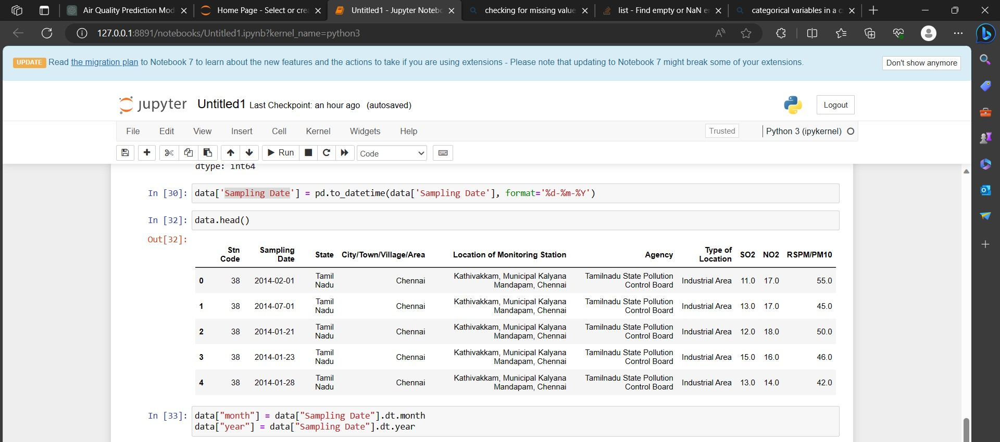 Air Quality Prediction Mod
Home Page - Select or crea
Untitled1 - Jupyter Notebo
checking for missing value
list - Find empty or NaN e
categorical variables in a c
127.0.0.1:8891/notebooks/Untitled1.ipynb?kernel_name=python3
UPDATE Read the migration plan to Notebook 7 to learn about the new features and the actions to take if you are using extensions - Please note that updating to Notebook 7 might break some of your extensions.
Don't show anymore
jupyter Untitled1 Last Checkpoint: an hour ago (autosaved)
Logout
File Edit View Insert Cell Kernel Widgets Help
Trusted
Python 3 (ipykernel)
Run
Code
dtype: int64
In [30]: data['Sampling Date'] = pd.to_datetime(data['Sampling Date'], format='%d-%m-%Y')
In [32]: data.head()
Out[32]:
Stn Code Sampling Date State City/Town/Village/Area Location of Monitoring Station Agency Type of Location SO2 NO2 RSPM/PM10
0 38 2014-02-01 Tamil Nadu Chennai Kathivakkam, Municipal Kalyana Mandapam, Chennai Tamilnadu State Pollution Control Board Industrial Area 11.0 17.0 55.0
1 38 2014-07-01 Tamil Nadu Chennai Kathivakkam, Municipal Kalyana Mandapam, Chennai Tamilnadu State Pollution Control Board Industrial Area 13.0 17.0 45.0
2 38 2014-01-21 Tamil Nadu Chennai Kathivakkam, Municipal Kalyana Mandapam, Chennai Tamilnadu State Pollution Control Board Industrial Area 12.0 18.0 50.0
3 38 2014-01-23 Tamil Nadu Chennai Kathivakkam, Municipal Kalyana Mandapam, Chennai Tamilnadu State Pollution Control Board Industrial Area 15.0 16.0 46.0
4 38 2014-01-28 Tamil Nadu Chennai Kathivakkam, Municipal Kalyana Mandapam, Chennai Tamilnadu State Pollution Control Board Industrial Area 13.0 14.0 42.0
In [33]: data["month"] = data["Sampling Date"].dt.month
data["year"] = data["Sampling Date"].dt.year